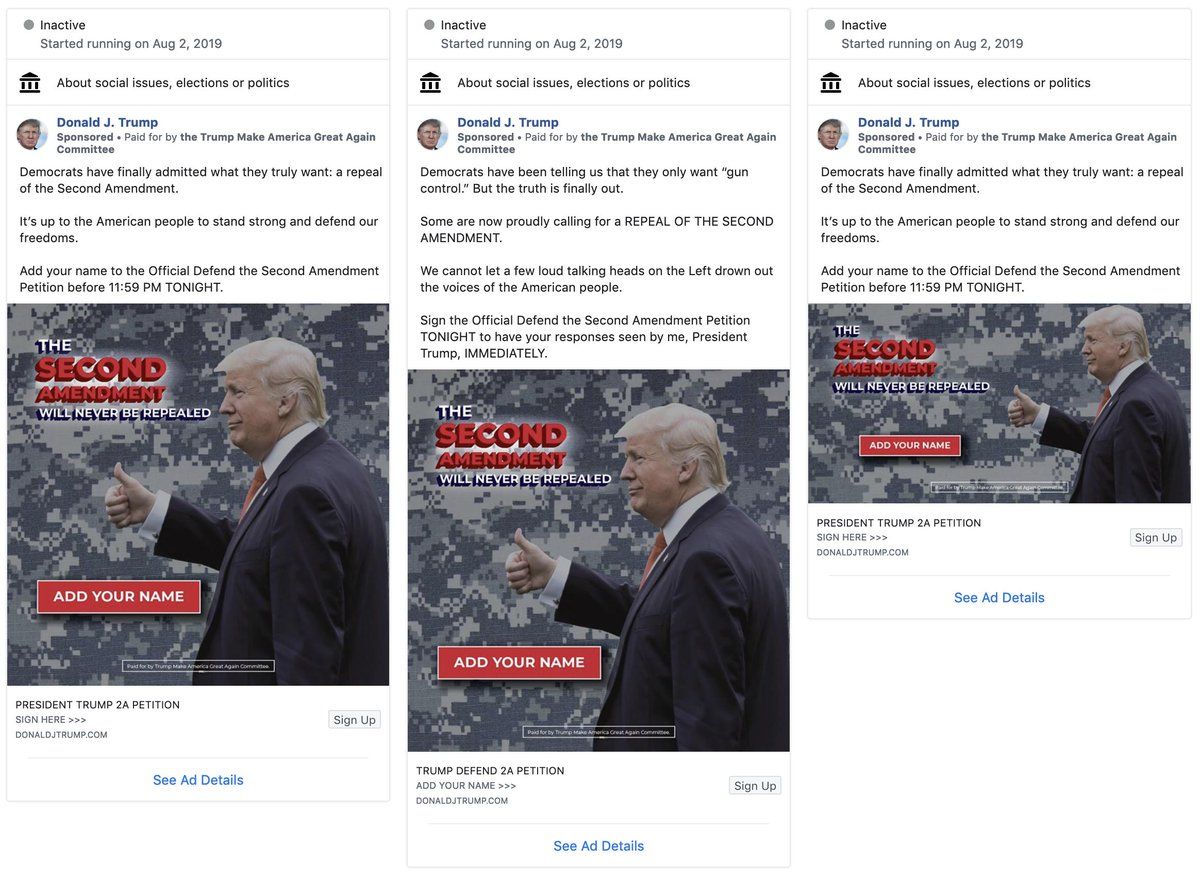 Inactive
Started running on Aug 2, 2019
About social issues, elections or politics
Donald J. Trump
Sponsored • Paid for by the Trump Make America Great Again
Committee
Democrats have finally admitted what they truly want: a repeal
of the Second Amendment.
It’s up to the American people to stand strong and defend our
freedoms.
Add your name to the Official Defend the Second Amendment
Petition before 11:59 PM TONIGHT.
THE
SECOND
AMENDMENT
WILL NEVER BE REPEALED
ADD YOUR NAME
Paid for by Trump Make America Great Again Committee.
PRESIDENT TRUMP 2A PETITION
SIGN HERE >>>
DONALDJTRUMP.COM
Sign Up
See Ad Details
Inactive
Started running on Aug 2, 2019
About social issues, elections or politics
Donald J. Trump
Sponsored • Paid for by the Trump Make America Great Again
Committee
Democrats have been telling us that they only want “gun
control.” But the truth is finally out.
Some are now proudly calling for a REPEAL OF THE SECOND
AMENDMENT.
We cannot let a few loud talking heads on the Left drown out
the voices of the American people.
Sign the Official Defend the Second Amendment Petition
TONIGHT to have your responses seen by me, President
Trump, IMMEDIATELY.
THE
SECOND
AMENDMENT
WILL NEVER BE REPEALED
ADD YOUR NAME
Paid for by Trump Make America Great Again Committee.
TRUMP DEFEND 2A PETITION
ADD YOUR NAME >>>
DONALDJTRUMP.COM
Sign Up
See Ad Details
Inactive
Started running on Aug 2, 2019
About social issues, elections or politics
Donald J. Trump
Sponsored • Paid for by the Trump Make America Great Again
Committee
Democrats have finally admitted what they truly want: a repeal
of the Second Amendment.
It’s up to the American people to stand strong and defend our
freedoms.
Add your name to the Official Defend the Second Amendment
Petition before 11:59 PM TONIGHT.
THE
SECOND
AMENDMENT
WILL NEVER BE REPEALED
ADD YOUR NAME
Paid for by Trump Make America Great Again Committee.
PRESIDENT TRUMP 2A PETITION
SIGN HERE >>>
DONALDJTRUMP.COM
Sign Up
See Ad Details